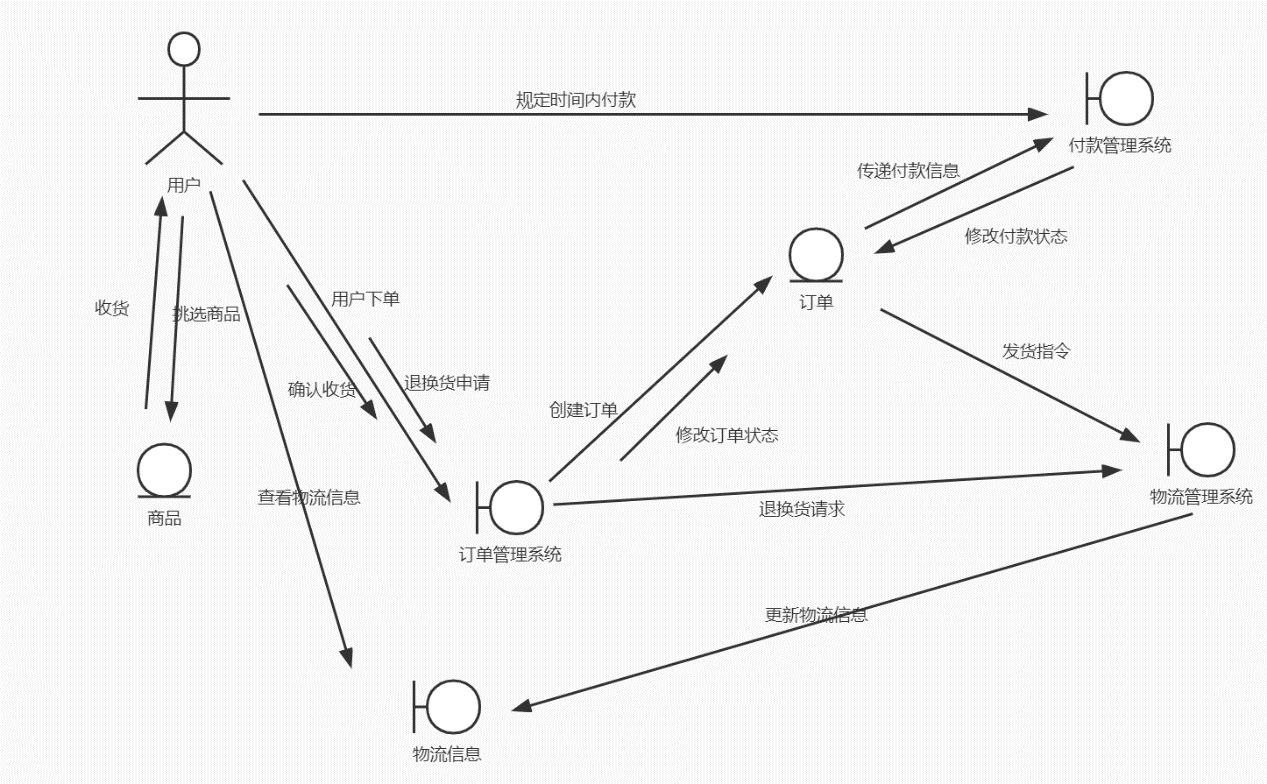 规定时间内付款
付款管理系统
传递付款信息
用户
修改付款状态
用户下单
订单
收货
挑选商品
发货指令
确认收货
退换货申请
创建订单
修改订单状态
查看物流信息
物流管理系统
退换货请求
商品
订单管理系统
更新物流信息
物流信息